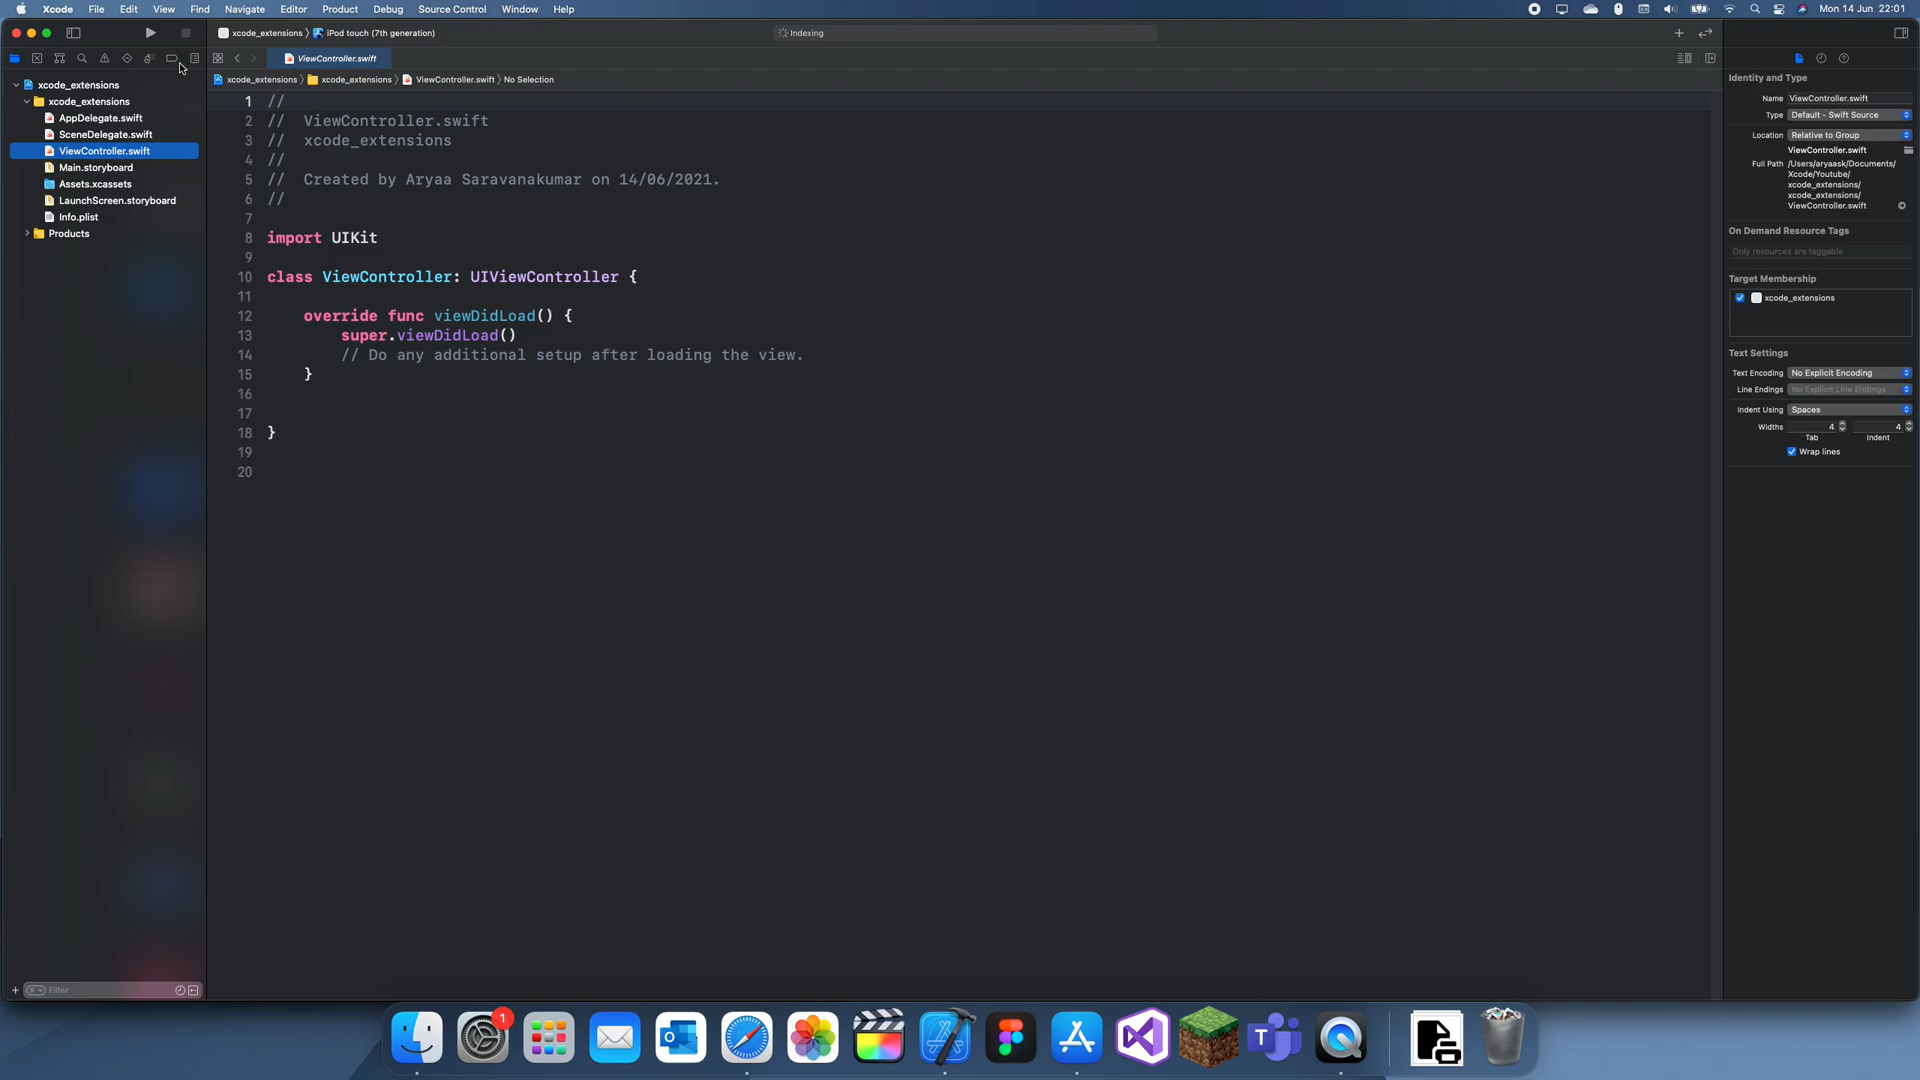 Xcode File Edit View Find Navigate Editor Product Debug Source Control Window Help Mon 14 Jun 22:01
xcode_extensions iPod touch (7th generation) Indexing
ViewController.swift
xcode_extensions xcode_extensions ViewController.swift No Selection
xcode_extensions
xcode_extensions
AppDelegate.swift
SceneDelegate.swift
ViewController.swift
Main.storyboard
Assets.xcassets
LaunchScreen.storyboard
Info.plist
Products
Filter
1 //
2 // ViewController.swift
3 // xcode_extensions
4 //
5 // Created by Aryaa Saravanakumar on 14/06/2021.
6 //
7
8 import UIKit
9
10 class ViewController: UIViewController {
11
12 override func viewDidLoad() {
13 super.viewDidLoad()
14 // Do any additional setup after loading the view.
15 }
16
17
18 }
19
20
Identity and Type
Name ViewController.swift
Type Default - Swift Source
Location Relative to Group
ViewController.swift
Full Path /Users/aryaask/Documents/
Xcode/Youtube/
xcode_extensions/
xcode_extensions/
ViewController.swift
On Demand Resource Tags
Only resources are taggable
Target Membership
xcode_extensions
Text Settings
Text Encoding No Explicit Encoding
Line Endings No Explicit Line Endings
Indent Using Spaces
Widths 4 4
Tab Indent
Wrap lines
1